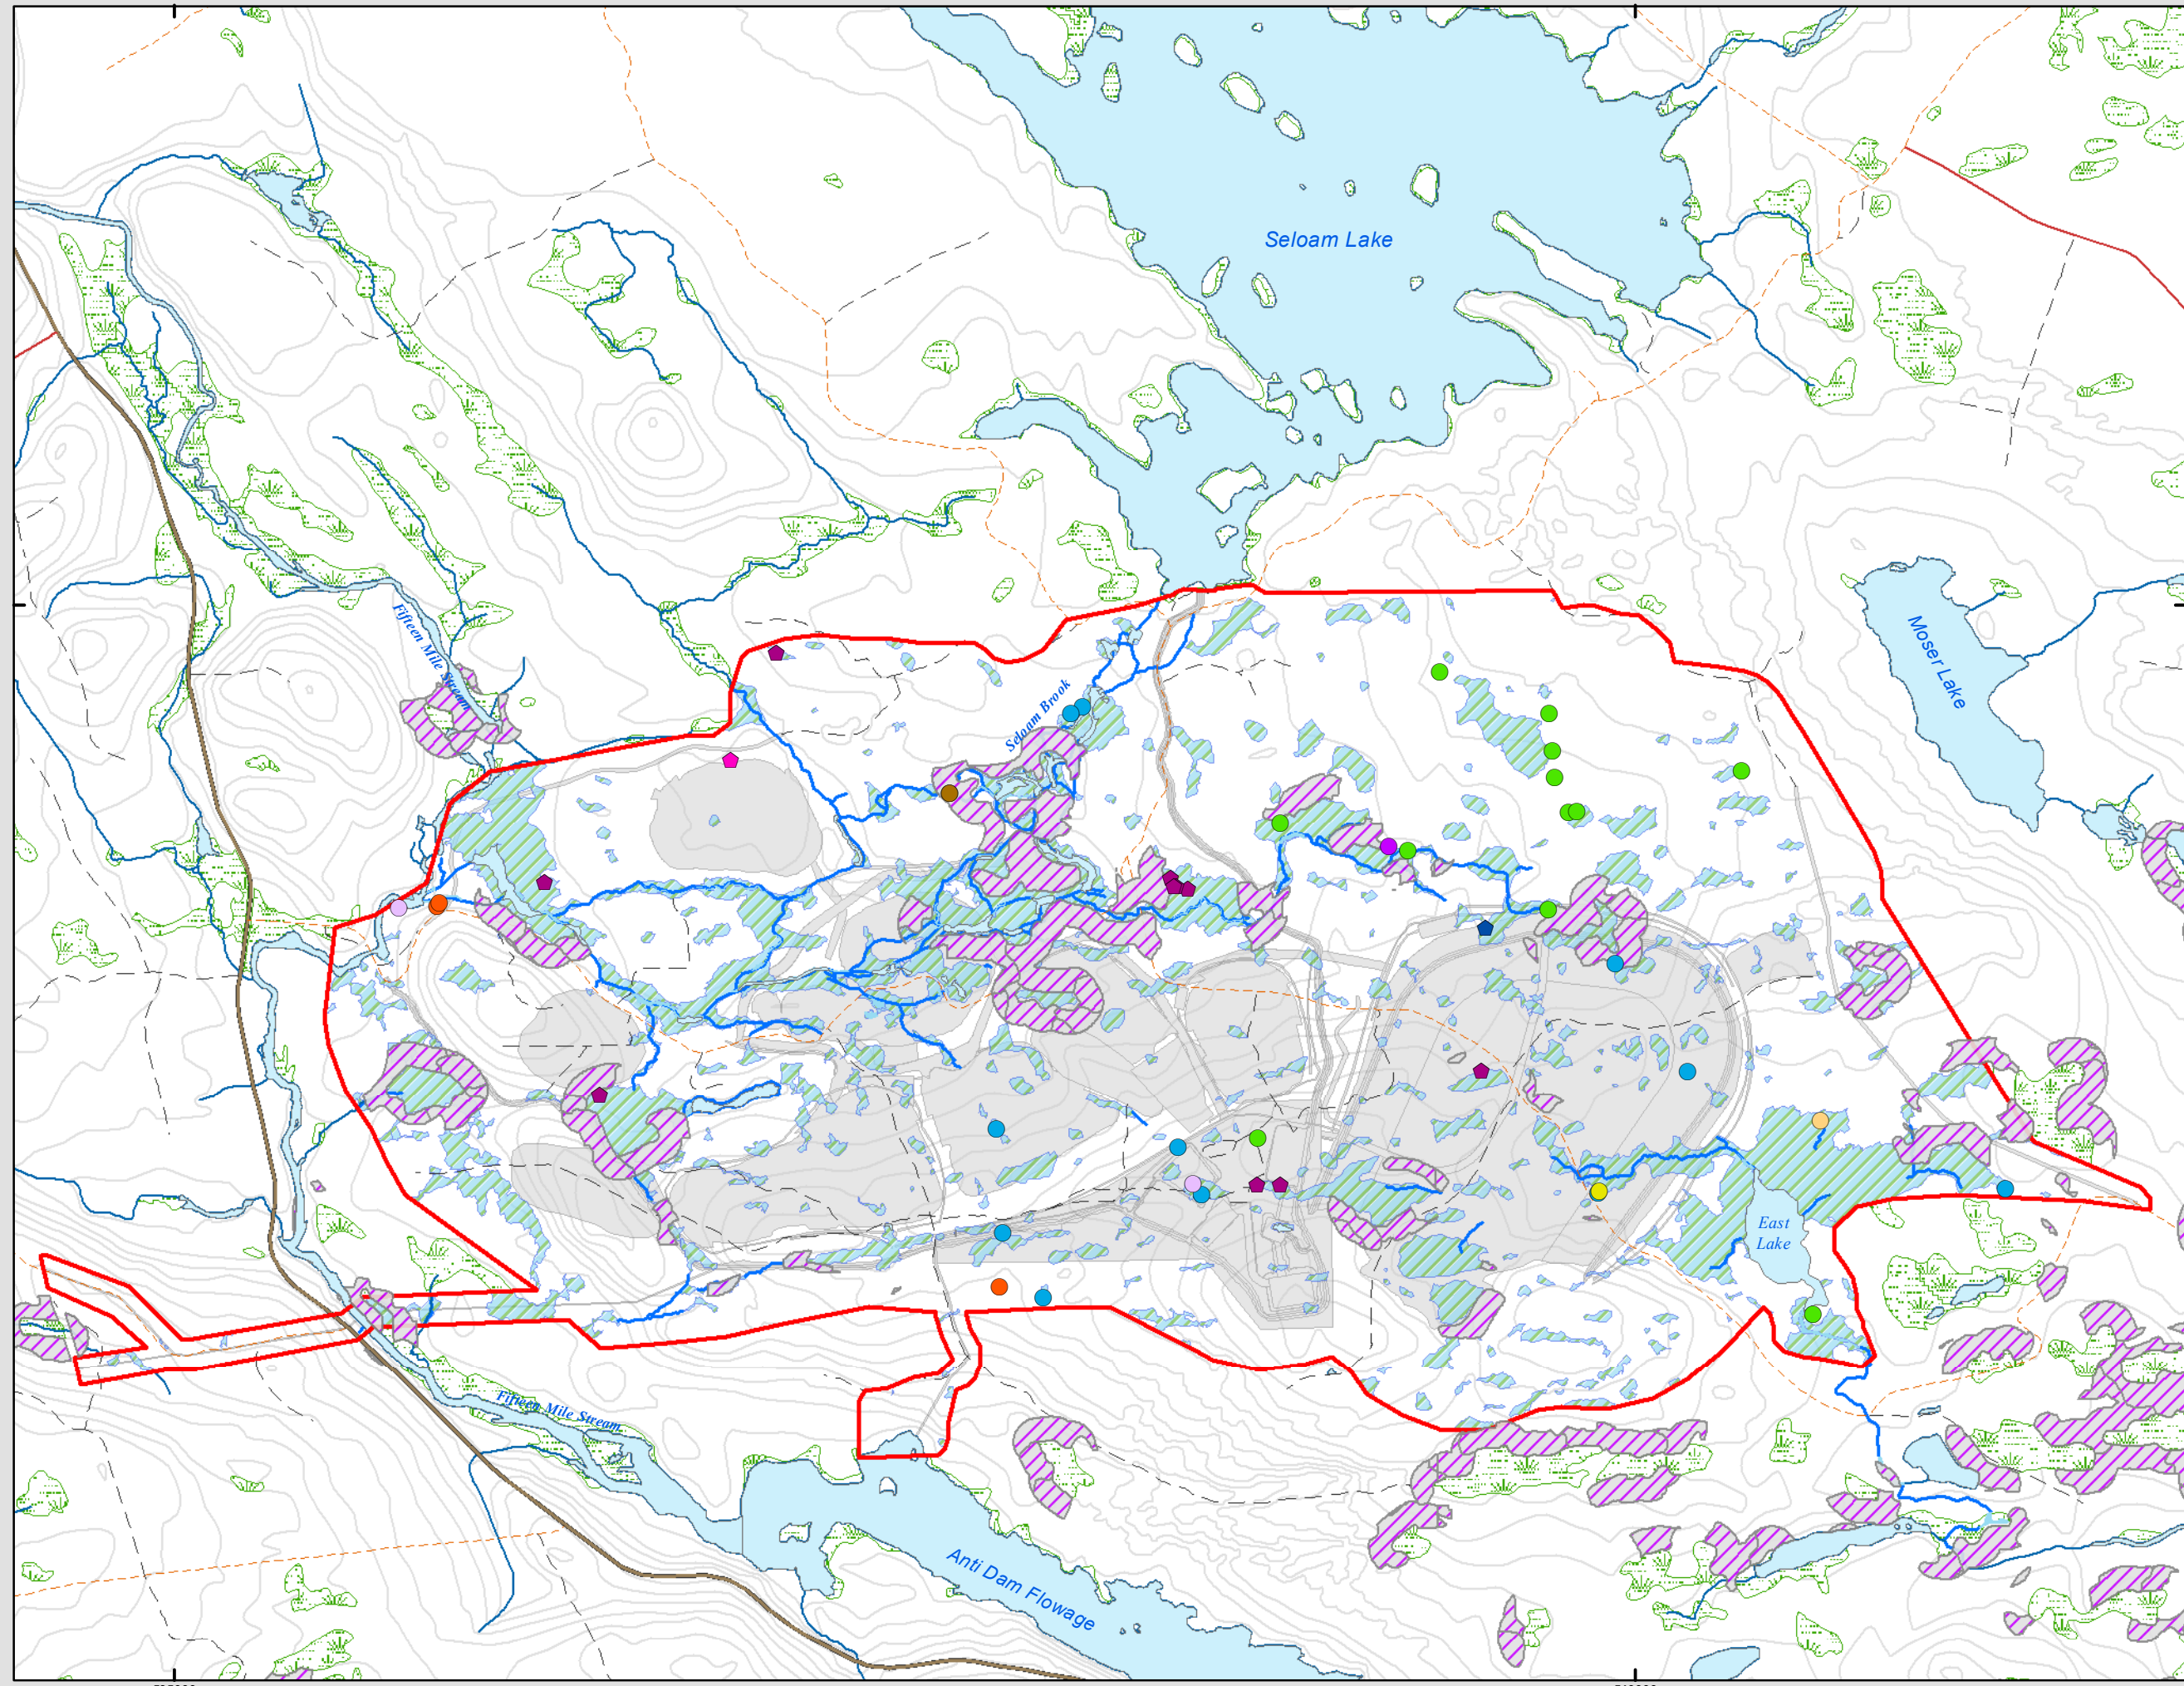 Seloam Lake
Fifteen Mile Stream
Moser Lake
Seloam Brook
East
Lake
Fifteen Mile Stream
Anti Dam Flowage